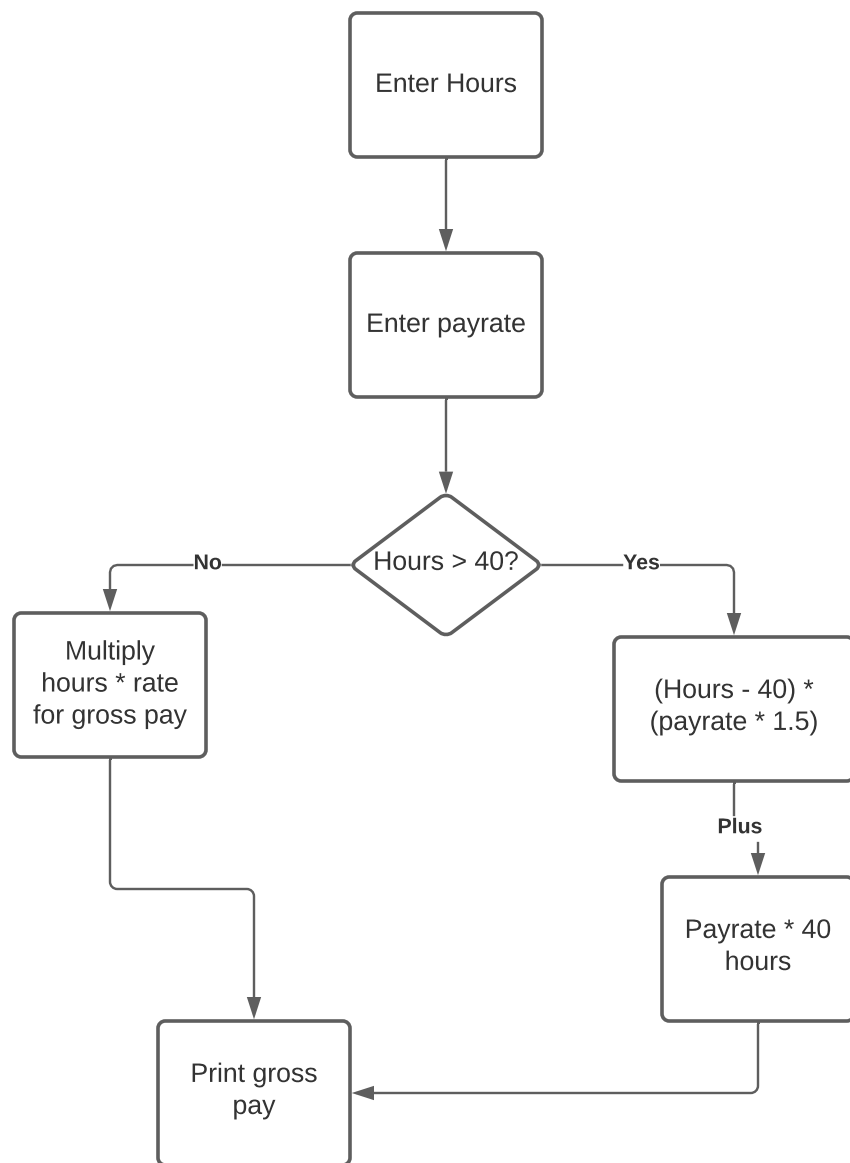 Enter Hours
Enter payrate
Hours > 40?
No
Yes
Multiply
hours * rate
for gross pay
(Hours - 40) *
(payrate * 1.5)
Plus
Payrate * 40
hours
Print gross
pay